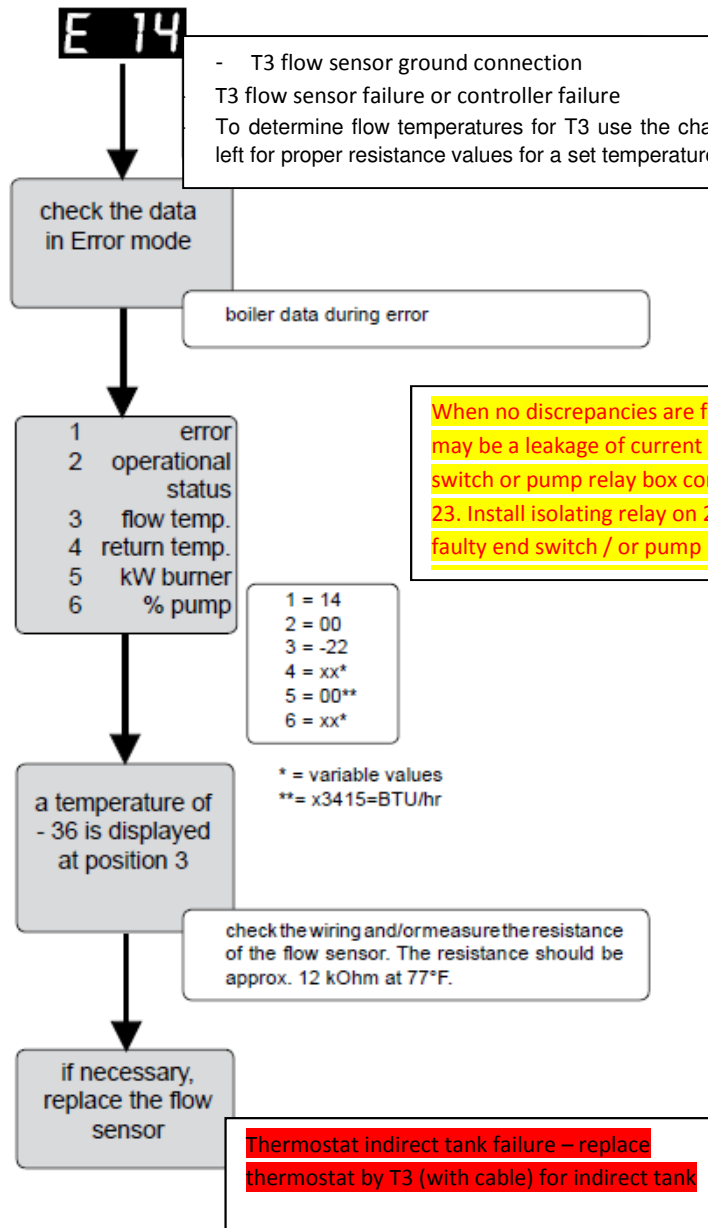 E 14
- T3 flow sensor ground connection
T3 flow sensor failure or controller failure
To determine flow temperatures for T3 use the
left for proper resistance values for a set temperature
check the data
in Error mode
boiler data during error
1 error
2 operational
status
3 flow temp.
4 return temp.
5 kW burner
6 % pump
When no discrepancies are
may be a leakage of current
switch or pump relay box
23. Install isolating relay on
faulty end switch / or pump
1 = 14
2 = 00
3 = -22
4 = xx*
5 = 00**
6 = xx*
* = variable values
**= x3415=BTU/hr
a temperature of
- 36 is displayed
at position 3
check the wiring and/or measure the resistance
of the flow sensor. The resistance should be
approx. 12 kOhm at 77°F.
if necessary,
replace the flow
sensor
Thermostat indirect tank failure – replace
thermostat by T3 (with cable) for indirect tank